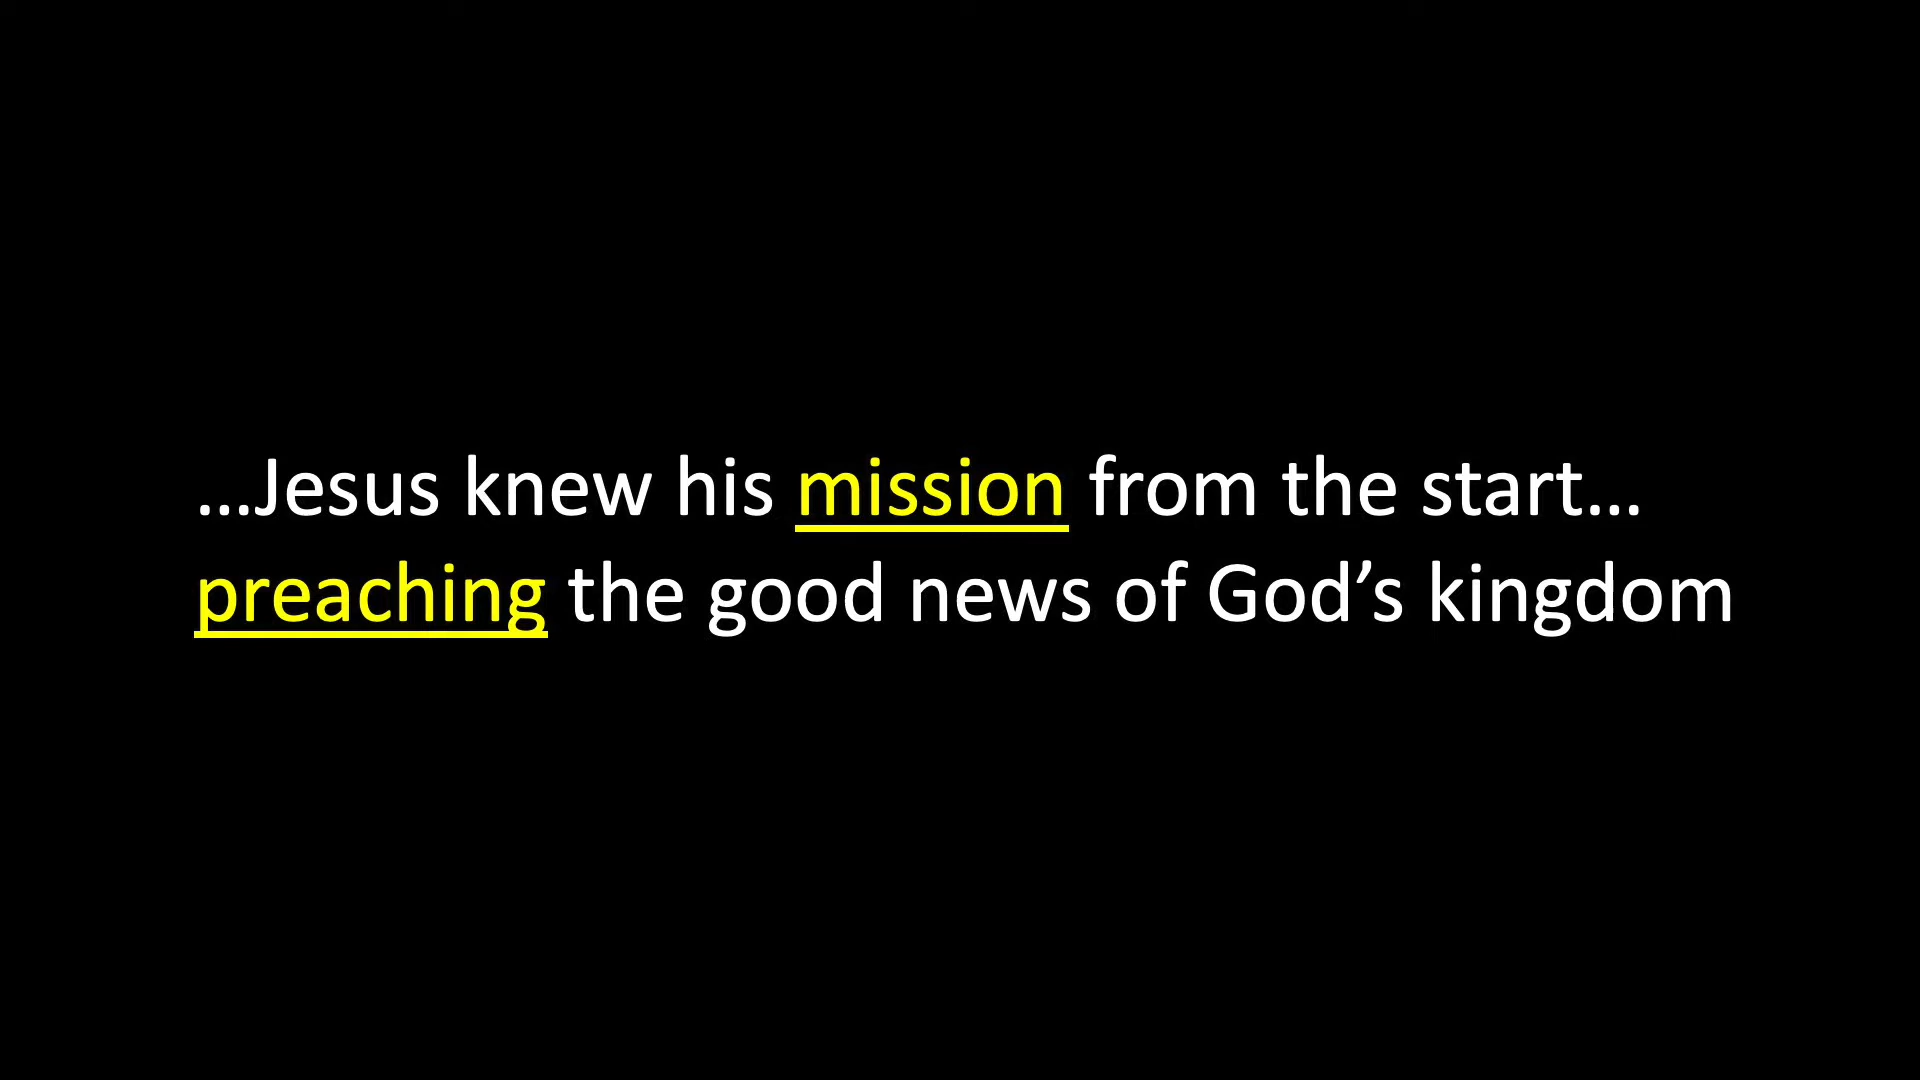 …Jesus knew his mission from the start…
preaching the good news of God’s kingdom